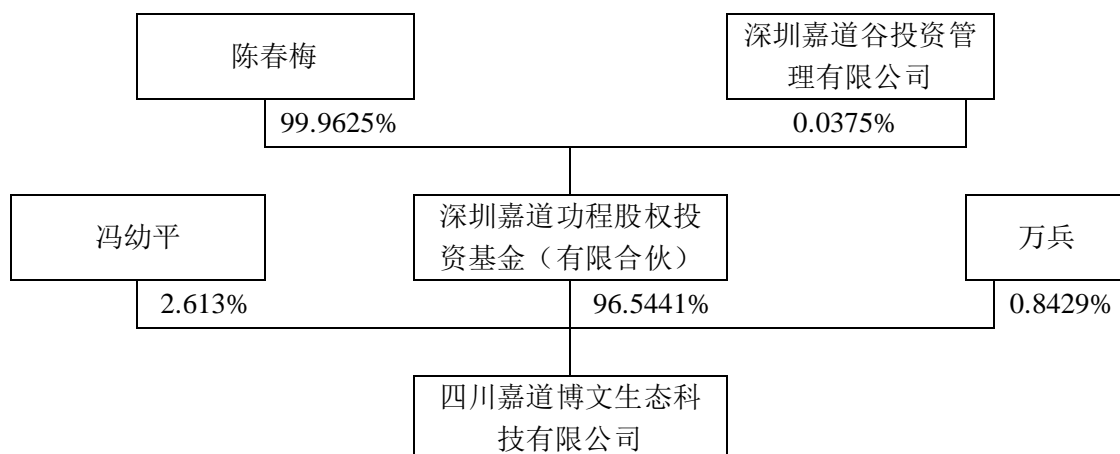 陈春梅
深圳嘉道谷投资管
理有限公司
99.9625%
0.0375%
冯幼平
深圳嘉道功程股权投
资基金（有限合伙）
万兵
2.613%
96.5441%
0.8429%
四川嘉道博文生态科
技有限公司